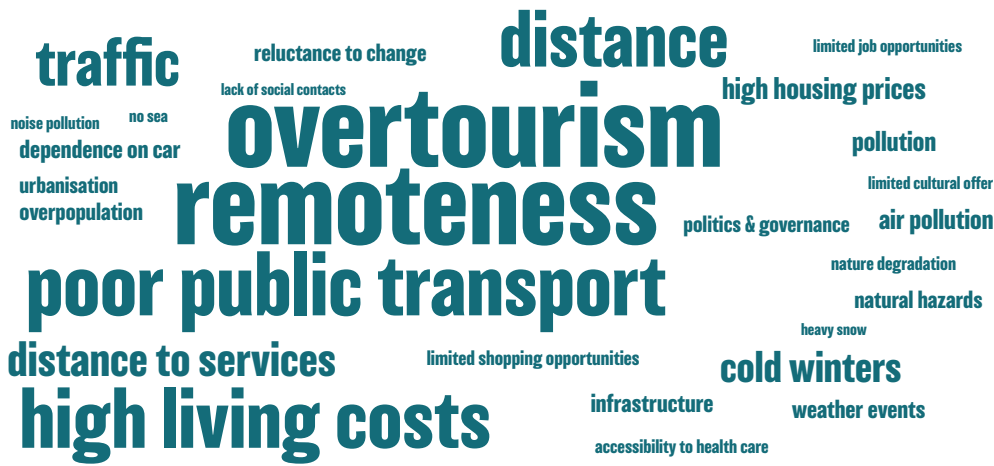 distance
traffic
reluctance to change
limited job opportunities
lack of social contacts
high housing prices
overtourism
noise pollution
no sea
dependence on car
pollution
urbanisation
limited cultural offer
overpopulation
remoteness
politics & governance
air pollution
nature degradation
poor public transport
natural hazards
heavy snow
distance to services
limited shopping opportunities
cold winters
high living costs
infrastructure
weather events
accessibility to health care